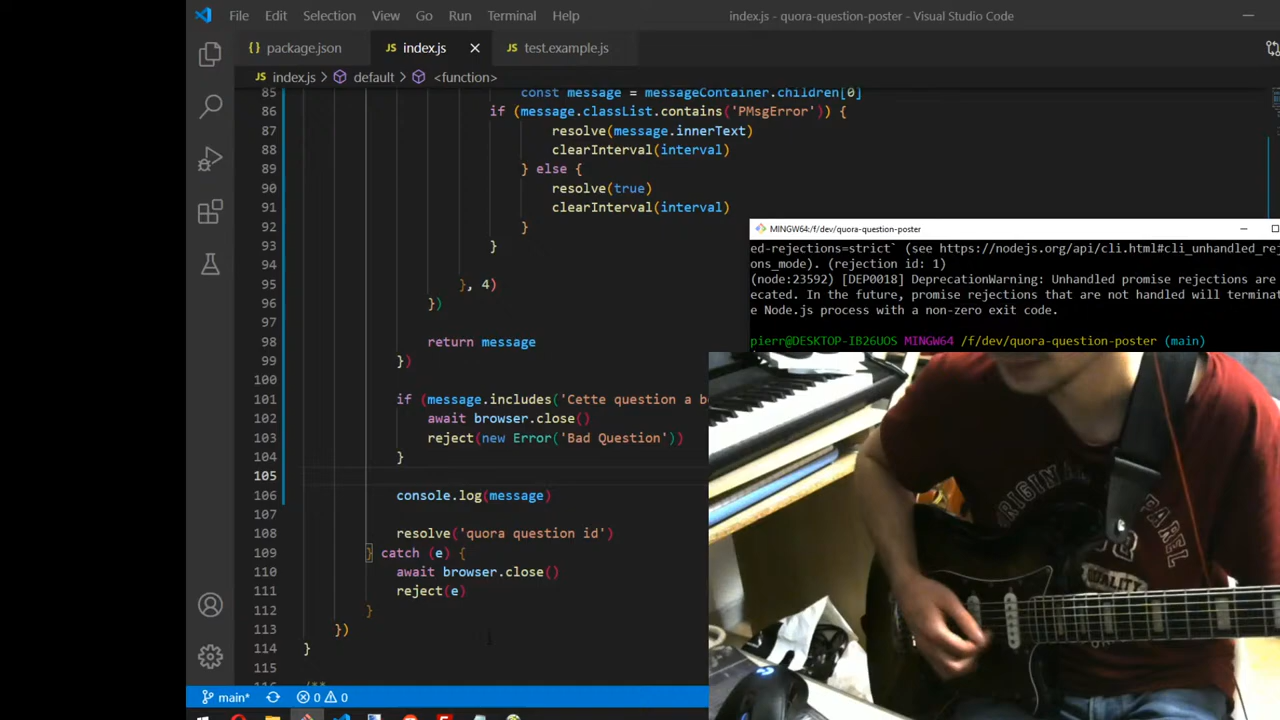 File Edit Selection View Go Run Terminal Help index.js - quora-question-poster - Visual Studio Code
package.json index.js test.example.js
index.js default <function>
85 const message = messageContainer.children[0]
86 if (message.classList.contains('PMsgError')) {
87 resolve(message.innerText)
88 clearInterval(interval)
89 } else {
90 resolve(true)
91 clearInterval(interval)
92 }
93 }
94
95 }, 4)
96 })
97
98 return message
99 })
100
101 if (message.includes('Cette question a b
102 await browser.close()
103 reject(new Error('Bad Question'))
104 }
105
106 console.log(message)
107
108 resolve('quora question id')
109 } catch (e) {
110 await browser.close()
111 reject(e)
112 }
113 })
114 }
115
main* 0 0
MINGW64:/f/dev/quora-question-poster
ed-rejections=strict` (see https://nodejs.org/api/cli.html#cli_unhandled_rej
ons_mode). (rejection id: 1)
(node:23592) [DEP0018] DeprecationWarning: Unhandled promise rejections are
ecated. In the future, promise rejections that are not handled will termina
e Node.js process with a non-zero exit code.
pierr@DESKTOP-IB26UOS MINGW64 /f/dev/quora-question-poster (main)
ORIGINAL
APAREL
QUALITY